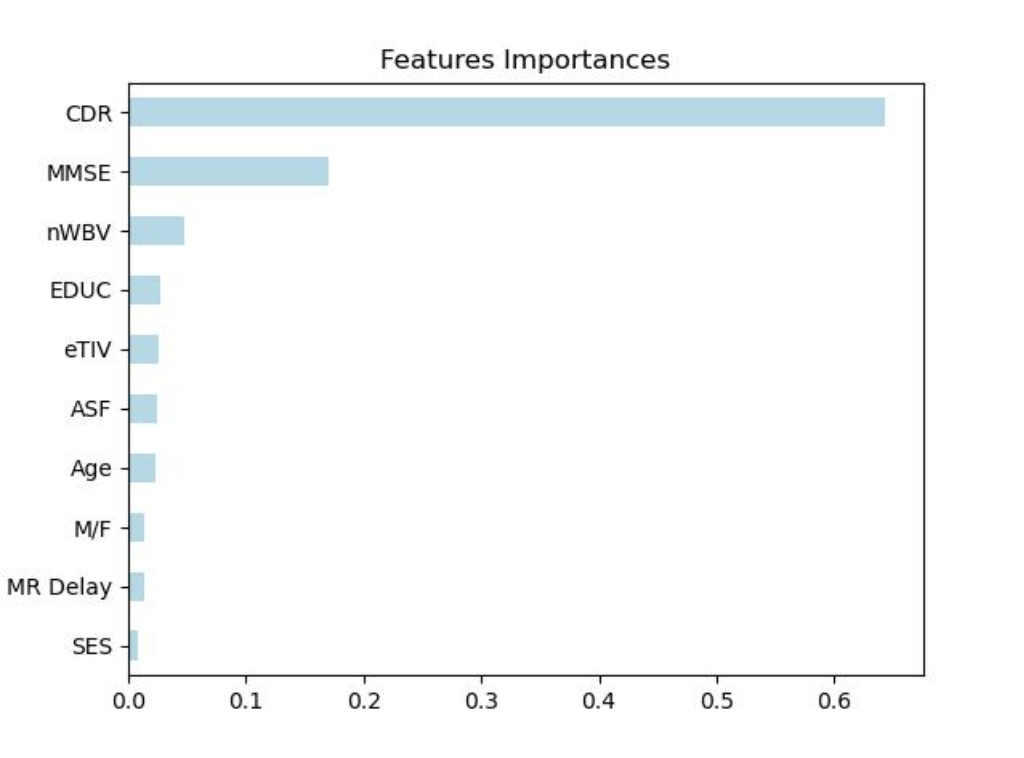 Features Importances
CDR
MMSE
nWBV
EDUC
eTIV
ASF
Age
M/F
MR Delay
SES
0.0 0.1 0.2 0.3 0.4 0.5 0.6